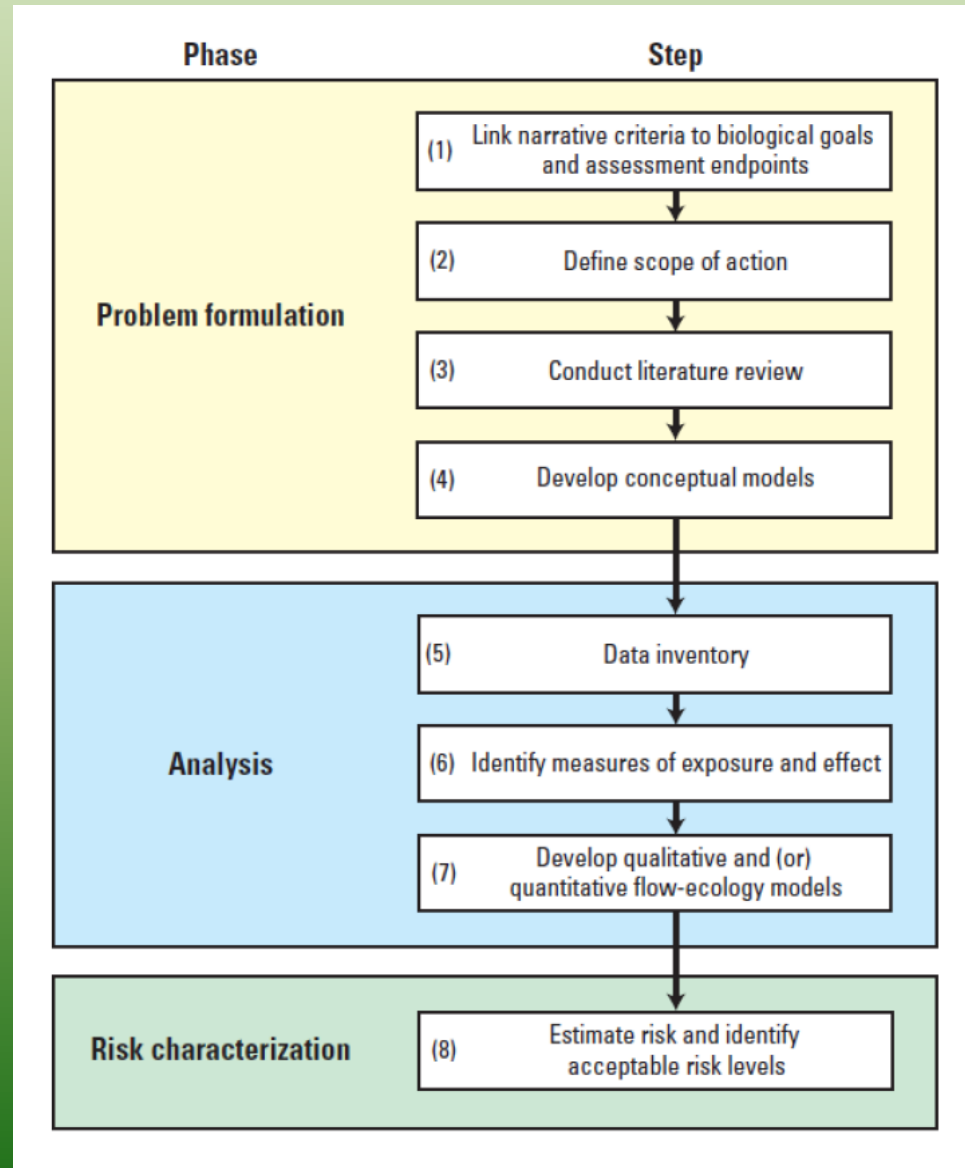 Phase Step
Problem formulation
(1) Link narrative criteria to biological goals
and assessment endpoints
(2) Define scope of action
(3) Conduct literature review
(4) Develop conceptual models
Analysis
(5) Data inventory
(6) Identify measures of exposure and effect
(7) Develop qualitative and (or)
quantitative flow-ecology models
Risk characterization
(8) Estimate risk and identify
acceptable risk levels